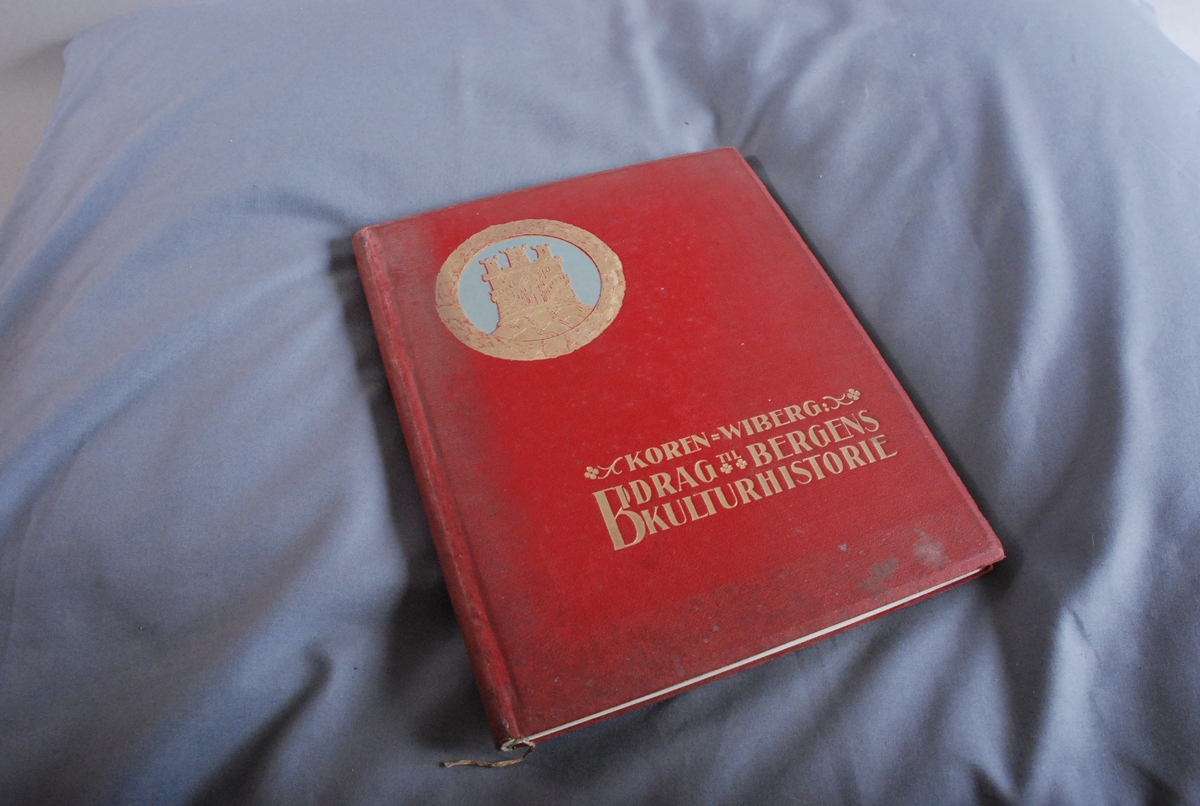 KOREN=WIBERG:
BIDRAG TIL BERGENS
KULTURHISTORIE